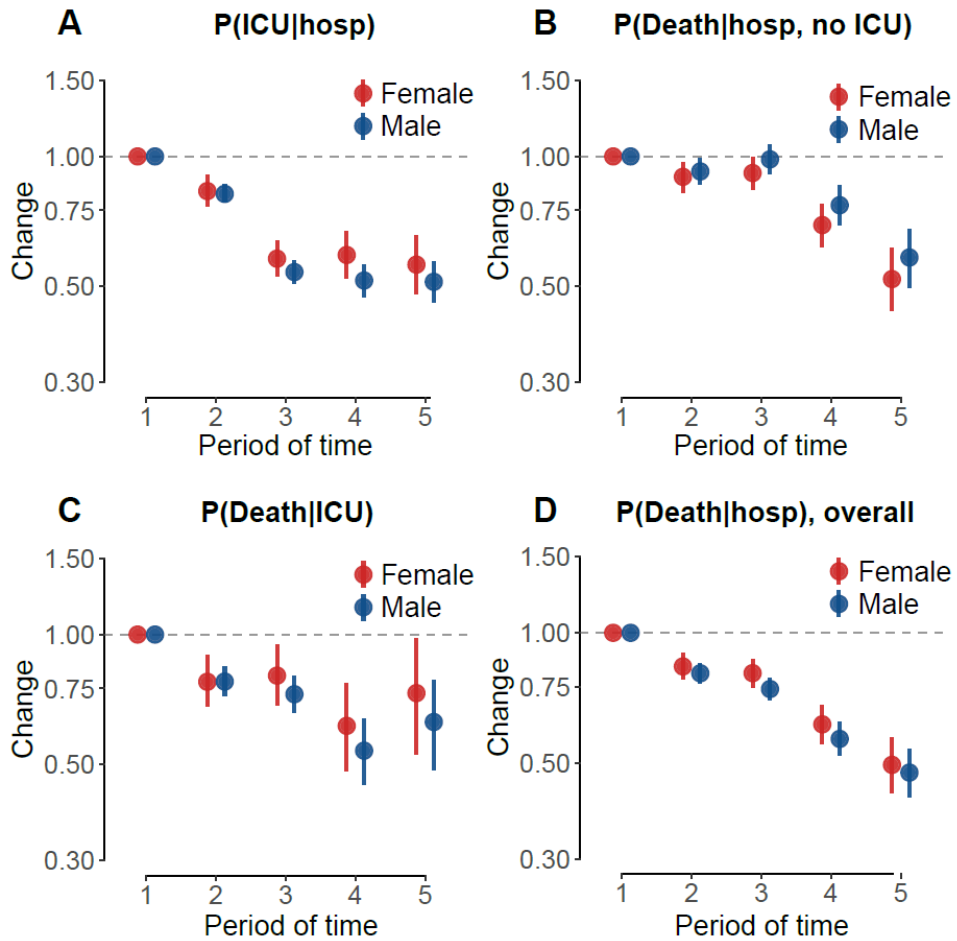 A P(ICU|hosp)
1.50
1.00
0.75
0.50
0.30
Change
Female
Male
1 2 3 4 5
Period of time
B P(Death|hosp, no ICU)
1.50
1.00
0.75
0.50
0.30
Change
Female
Male
1 2 3 4 5
Period of time
C P(Death|ICU)
1.50
1.00
0.75
0.50
0.30
Change
Female
Male
1 2 3 4 5
Period of time
D P(Death|hosp), overall
1.50
1.00
0.75
0.50
0.30
Change
Female
Male
1 2 3 4 5
Period of time